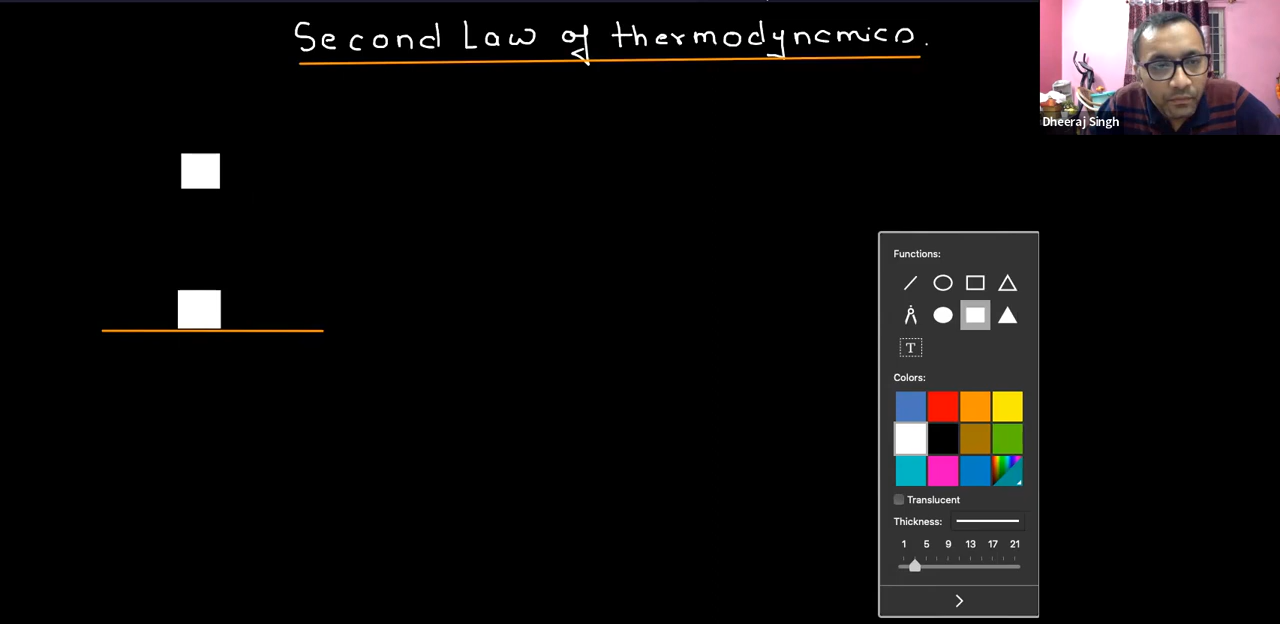 Second Law of thermodynamics.
Dheeraj Singh
Functions:
T
Colors:
Translucent
Thickness:
1 5 9 13 17 21